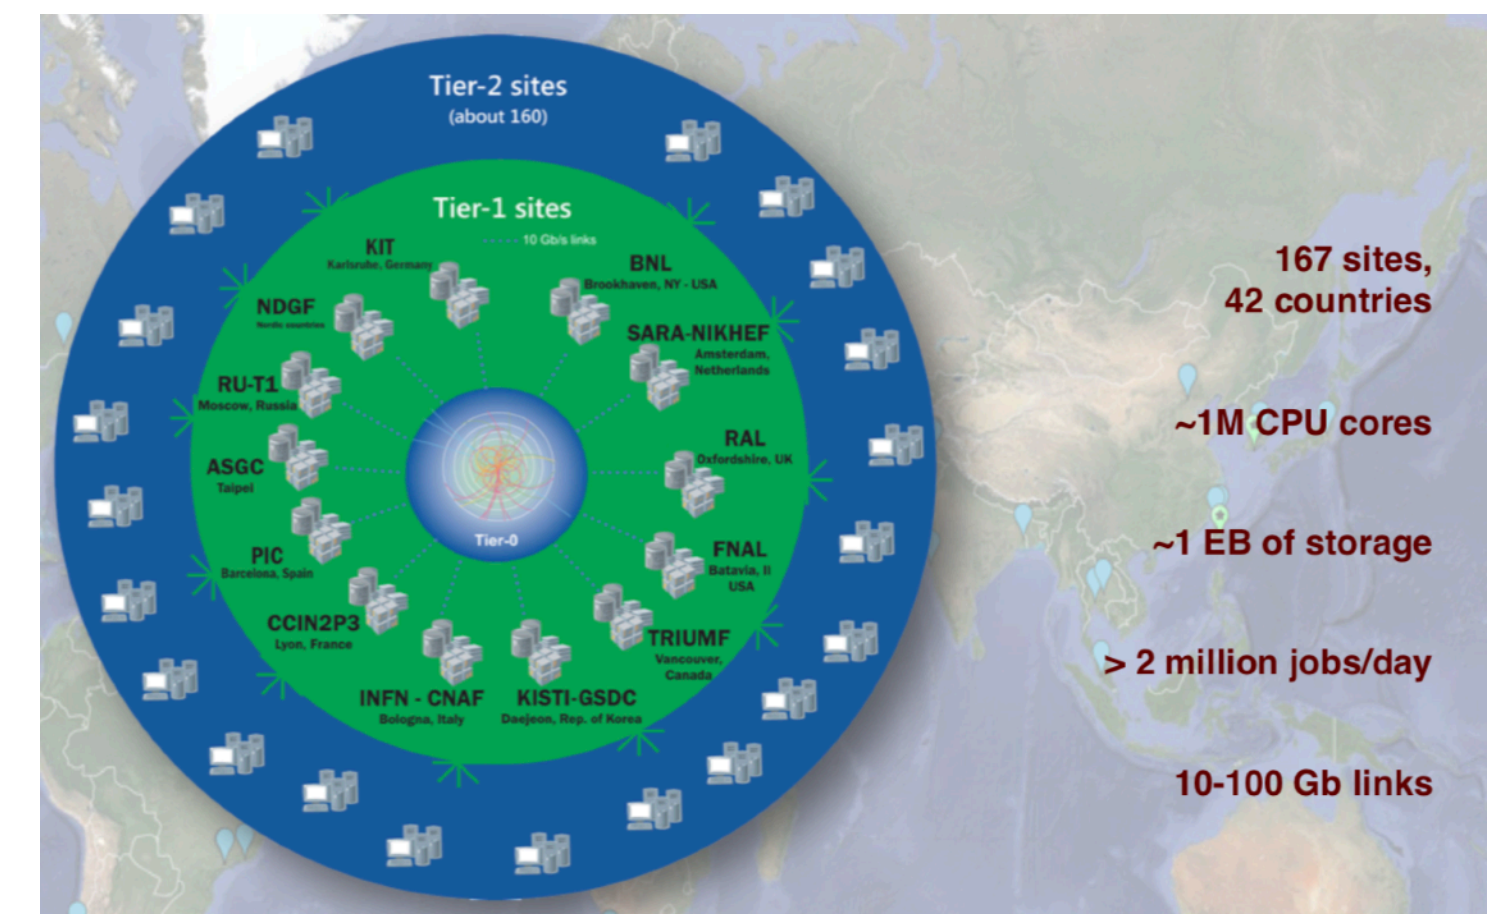 Tier-2 sites
(about 160)
Tier-1 sites
10 Gb/s links
KIT
Karlsruhe, Germany
BNL
Brookhaven, NY - USA
NDGF
Nordic countries
SARA-NIKHEF
Amsterdam,
Netherlands
RU-T1
Moscow, Russia
RAL
Oxfordshire, UK
ASGC
Taipei
PIC
Barcelona, Spain
FNAL
Batavia, Il
USA
CCIN2P3
Lyon, France
TRIUMF
Vancouver,
Canada
INFN - CNAF
Bologna, Italy
KISTI-GSDC
Daejeon, Rep. of Korea
Tier-0
167 sites,
42 countries
~1M CPU cores
~1 EB of storage
> 2 million jobs/day
10-100 Gb links